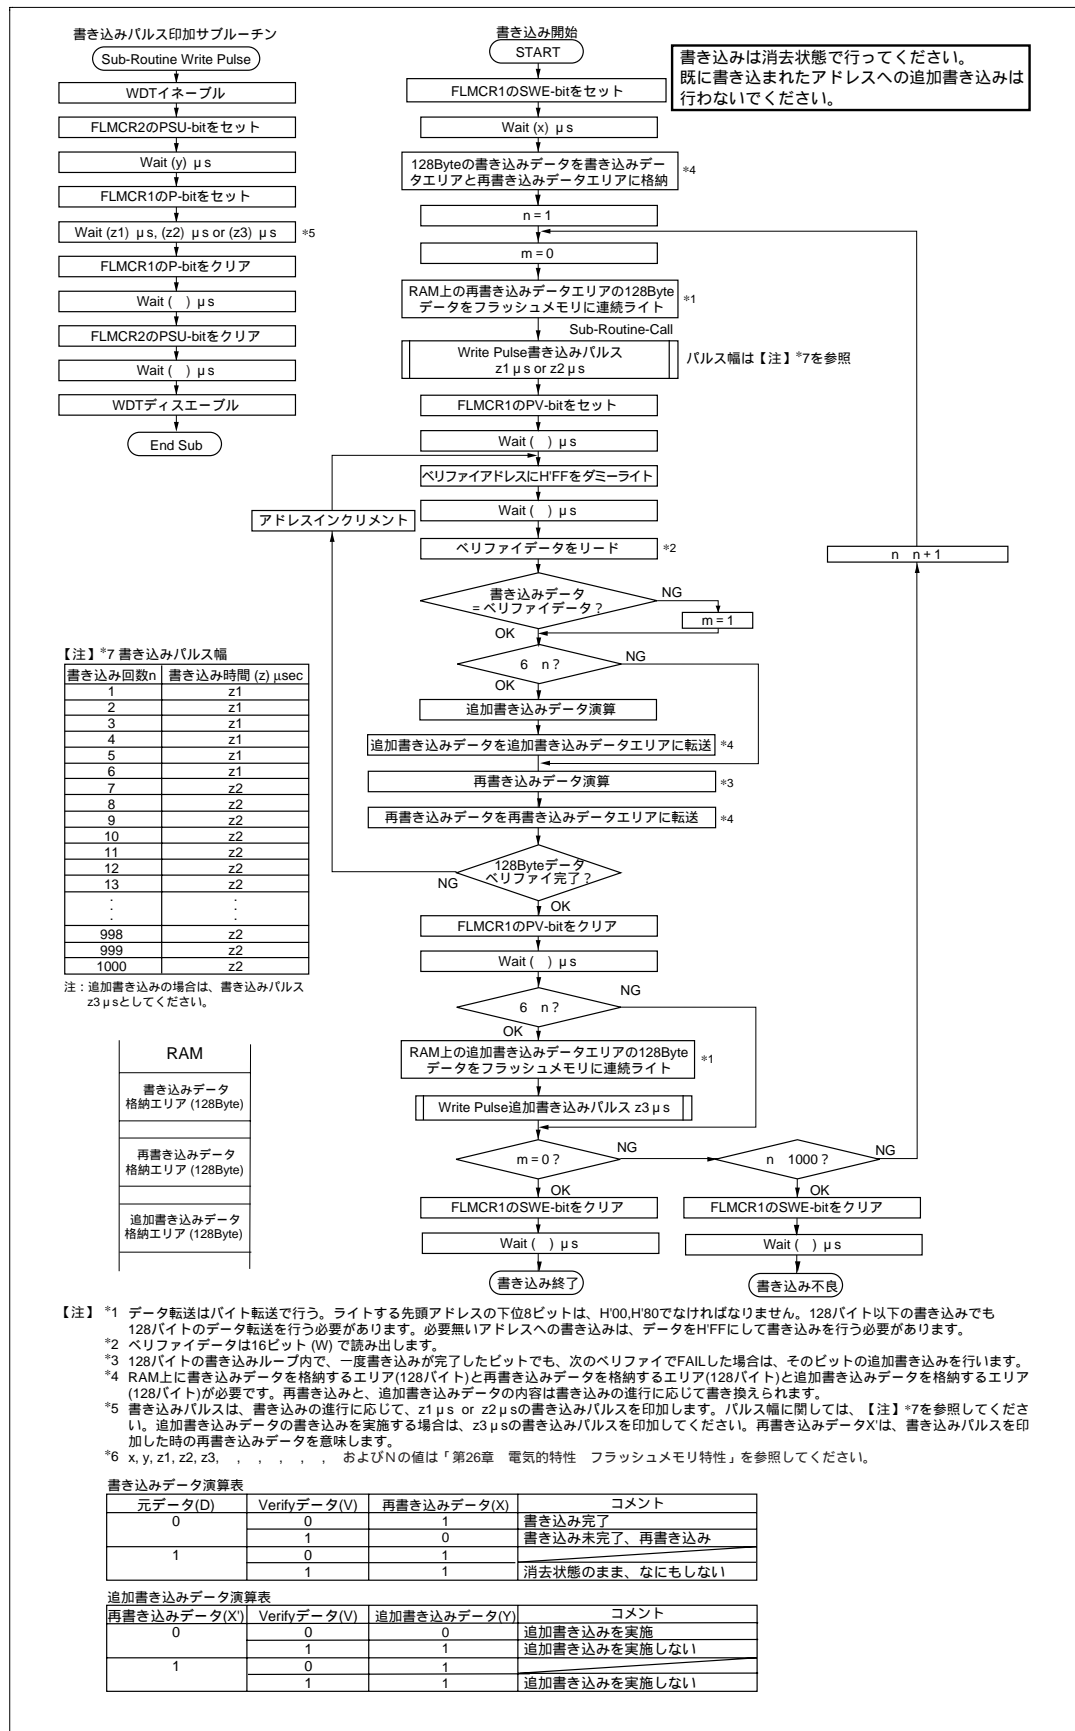 書き込みパルス印加サブルーチン
Sub-Routine Write Pulse
WDTイネーブル
FLMCR2のPSU-bitをセット
Wait (y) μs
FLMCR1のP-bitをセット
Wait (z1) μs, (z2) μs or (z3) μs *5
FLMCR1のP-bitをクリア
Wait ( ) μs
FLMCR2のPSU-bitをクリア
Wait ( ) μs
WDTディスエーブル
End Sub
書き込み開始
START
FLMCR1のSWE-bitをセット
Wait (x) μs
128Byteの書き込みデータを書き込みデー
タエリアと再書き込みデータエリアに格納 *4
n = 1
m = 0
RAM上の再書き込みデータエリアの128Byte
データをフラッシュメモリに連続ライト *1
Sub-Routine-Call
Write Pulse書き込みパルス
z1 μs or z2 μs
パルス幅は【注】*7を参照
FLMCR1のPV-bitをセット
Wait ( ) μs
ベリファイアドレスにH'FFをダミーライト
Wait ( ) μs
アドレスインクリメント
ベリファイデータをリード *2
n n + 1
書き込みデータ
= ベリファイデータ?
NG
m = 1
OK
6 n ?
NG
OK
追加書き込みデータ演算
追加書き込みデータを追加書き込みデータエリアに転送 *4
再書き込みデータ演算 *3
再書き込みデータを再書き込みデータエリアに転送 *4
128Byteデータ
ベリファイ完了?
NG
OK
FLMCR1のPV-bitをクリア
Wait ( ) μs
6 n ?
NG
OK
RAM上の追加書き込みデータエリアの128Byte
データをフラッシュメモリに連続ライト *1
Write Pulse追加書き込みパルス z3 μs
m = 0 ?
NG
n 1000 ?
NG
OK
OK
FLMCR1のSWE-bitをクリア
FLMCR1のSWE-bitをクリア
Wait ( ) μs
Wait ( ) μs
書き込み終了
書き込み不良
書き込みは消去状態で行ってください。
既に書き込まれたアドレスへの追加書き込みは
行わないでください。
【注】*7 書き込みパルス幅
書き込み回数n 書き込み時間 (z) μsec
1 z1
2 z1
3 z1
4 z1
5 z1
6 z1
7 z2
8 z2
9 z2
10 z2
11 z2
12 z2
13 z2
. .
. .
. .
998 z2
999 z2
1000 z2
注：追加書き込みの場合は、書き込みパルス
z3 μsとしてください。
RAM
書き込みデータ
格納エリア (128Byte)
再書き込みデータ
格納エリア (128Byte)
追加書き込みデータ
格納エリア (128Byte)
【注】 *1 データ転送はバイト転送で行う。ライトする先頭アドレスの下位8ビットは、H'00,H'80でなければなりません。128バイト以下の書き込みでも
128バイトのデータ転送を行う必要があります。必要無いアドレスへの書き込みは、データをH'FFにして書き込みを行う必要があります。
*2 ベリファイデータは16ビット (W) で読み出します。
*3 128バイトの書き込みループ内で、一度書き込みが完了したビットでも、次のベリファイでFAILした場合は、そのビットの追加書き込みを行います。
*4 RAM上に書き込みデータを格納するエリア(128バイト)と再書き込みデータを格納するエリア(128バイト)と追加書き込みデータを格納するエリア
(128バイト)が必要です。再書き込みと、追加書き込みデータの内容は書き込みの進行に応じて書き換えられます。
*5 書き込みパルスは、書き込みの進行に応じて、z1 μs or z2 μsの書き込みパルスを印加します。パルス幅に関しては、【注】*7を参照してくださ
い。追加書き込みデータの書き込みを実施する場合は、z3 μsの書き込みパルスを印加してください。再書き込みデータX'は、書き込みパルスを印
加した時の再書き込みデータを意味します。
*6 x, y, z1, z2, z3, , , , , , およびNの値は「第26章 電気的特性 フラッシュメモリ特性」を参照してください。
書き込みデータ演算表
元データ(D) Verifyデータ(V) 再書き込みデータ(X) コメント
0 0 1 書き込み完了
1 0 書き込み未完了、再書き込み
1 0 1
1 1 消去状態のまま、なにもしない
追加書き込みデータ演算表
再書き込みデータ(X') Verifyデータ(V) 追加書き込みデータ(Y) コメント
0 0 0 追加書き込みを実施
1 1 追加書き込みを実施しない
1 0 1
1 1 追加書き込みを実施しない